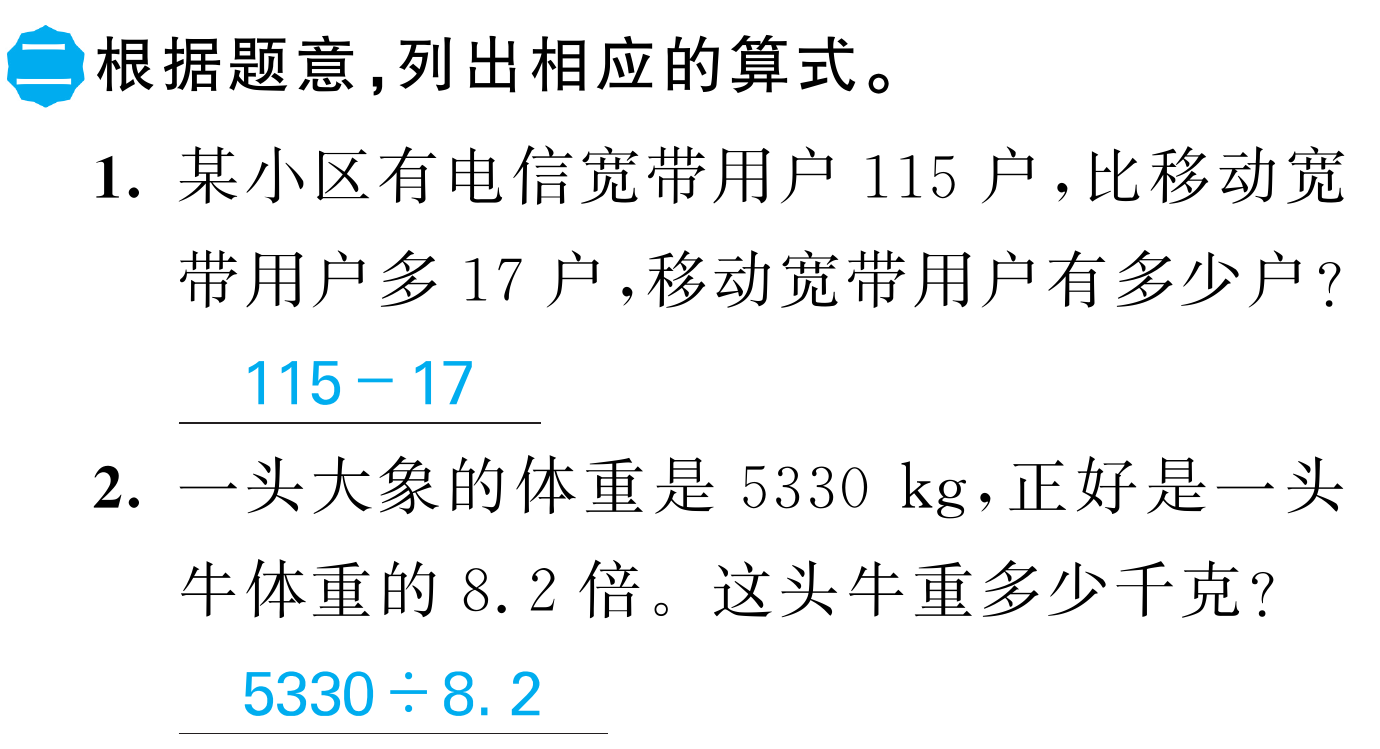 二 根据题意,列出相应的算式。
1. 某小区有电信宽带用户 115 户,比移动宽
带用户多 17 户,移动宽带用户有多少户?
115－17
2. 一头大象的体重是 5330 kg,正好是一头
牛体重的 8.2 倍。这头牛重多少千克?
5330÷8.2